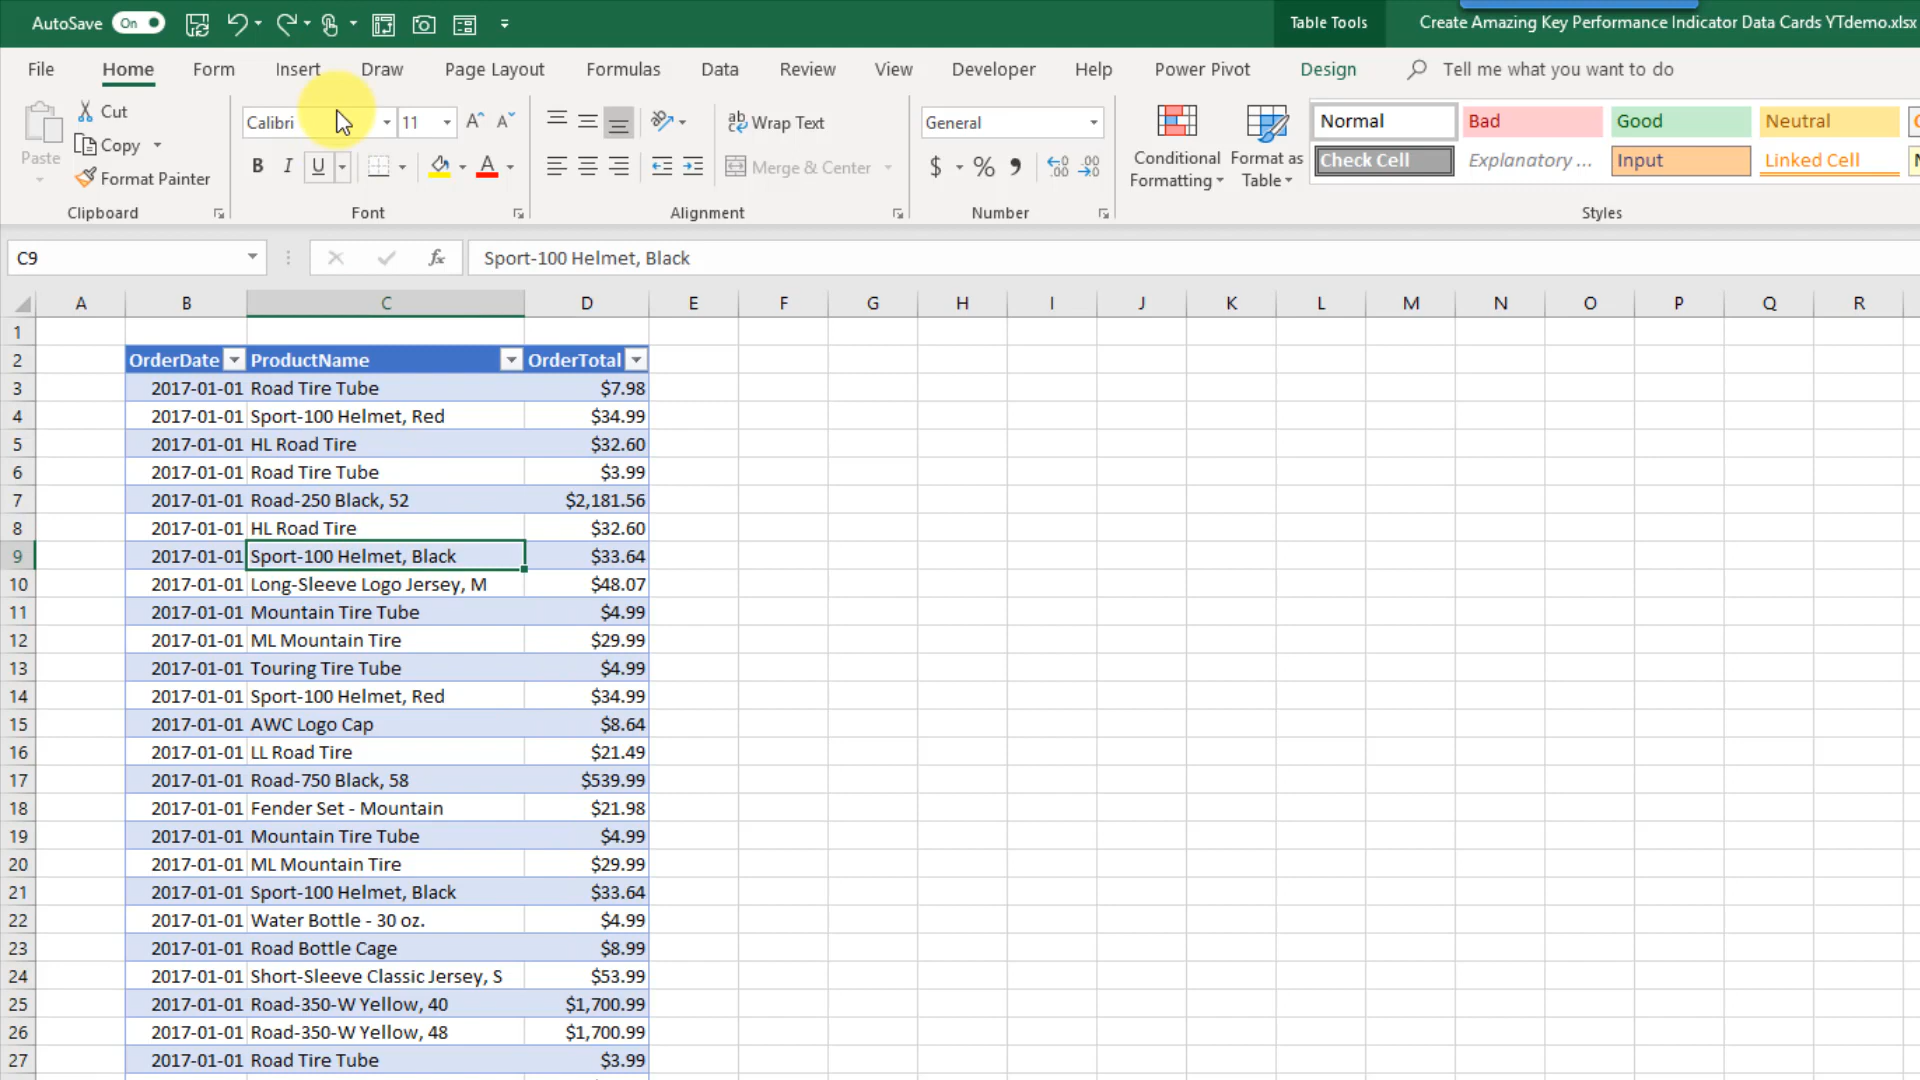 AutoSave On Table Tools Create Amazing Key Performance Indicator Data Cards YTdemo.xlsx
File Home Form Insert Draw Page Layout Formulas Data Review View Developer Help Power Pivot Design Tell me what you want to do
Paste Cut Copy Format Painter Clipboard
Calibri 11 B I U A Font
Wrap Text Merge & Center Alignment
General $ % Number
Conditional Formatting Format as Table
Normal Bad Good Neutral
Check Cell Explanatory ... Input Linked Cell
Styles
C9 fx Sport-100 Helmet, Black
A B C D E F G H I J K L M N O P Q R
1
2 OrderDate ProductName OrderTotal
3 2017-01-01 Road Tire Tube $7.98
4 2017-01-01 Sport-100 Helmet, Red $34.99
5 2017-01-01 HL Road Tire $32.60
6 2017-01-01 Road Tire Tube $3.99
7 2017-01-01 Road-250 Black, 52 $2,181.56
8 2017-01-01 HL Road Tire $32.60
9 2017-01-01 Sport-100 Helmet, Black $33.64
10 2017-01-01 Long-Sleeve Logo Jersey, M $48.07
11 2017-01-01 Mountain Tire Tube $4.99
12 2017-01-01 ML Mountain Tire $29.99
13 2017-01-01 Touring Tire Tube $4.99
14 2017-01-01 Sport-100 Helmet, Red $34.99
15 2017-01-01 AWC Logo Cap $8.64
16 2017-01-01 LL Road Tire $21.49
17 2017-01-01 Road-750 Black, 58 $539.99
18 2017-01-01 Fender Set - Mountain $21.98
19 2017-01-01 Mountain Tire Tube $4.99
20 2017-01-01 ML Mountain Tire $29.99
21 2017-01-01 Sport-100 Helmet, Black $33.64
22 2017-01-01 Water Bottle - 30 oz. $4.99
23 2017-01-01 Road Bottle Cage $8.99
24 2017-01-01 Short-Sleeve Classic Jersey, S $53.99
25 2017-01-01 Road-350-W Yellow, 40 $1,700.99
26 2017-01-01 Road-350-W Yellow, 48 $1,700.99
27 2017-01-01 Road Tire Tube $3.99